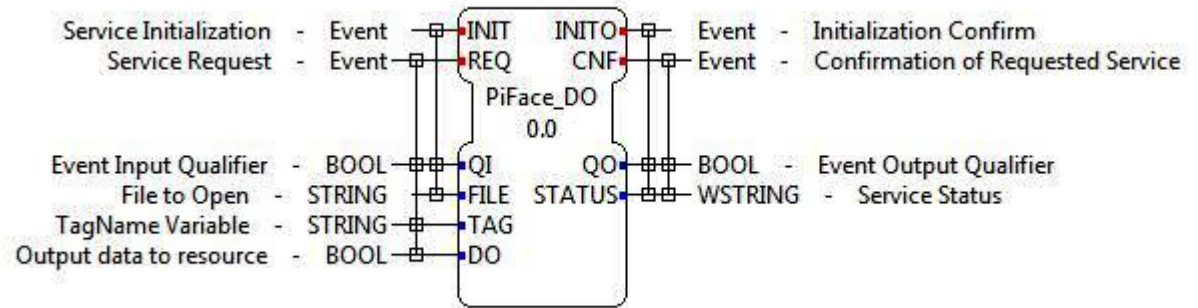 Service Initialization - Event INIT INITO Event - Initialization Confirm
Service Request - Event REQ CNF Event - Confirmation of Requested Service
PiFace_DO
0.0
Event Input Qualifier - BOOL QI QO BOOL - Event Output Qualifier
File to Open - STRING FILE STATUS WSTRING - Service Status
TagName Variable - STRING TAG
Output data to resource - BOOL DO